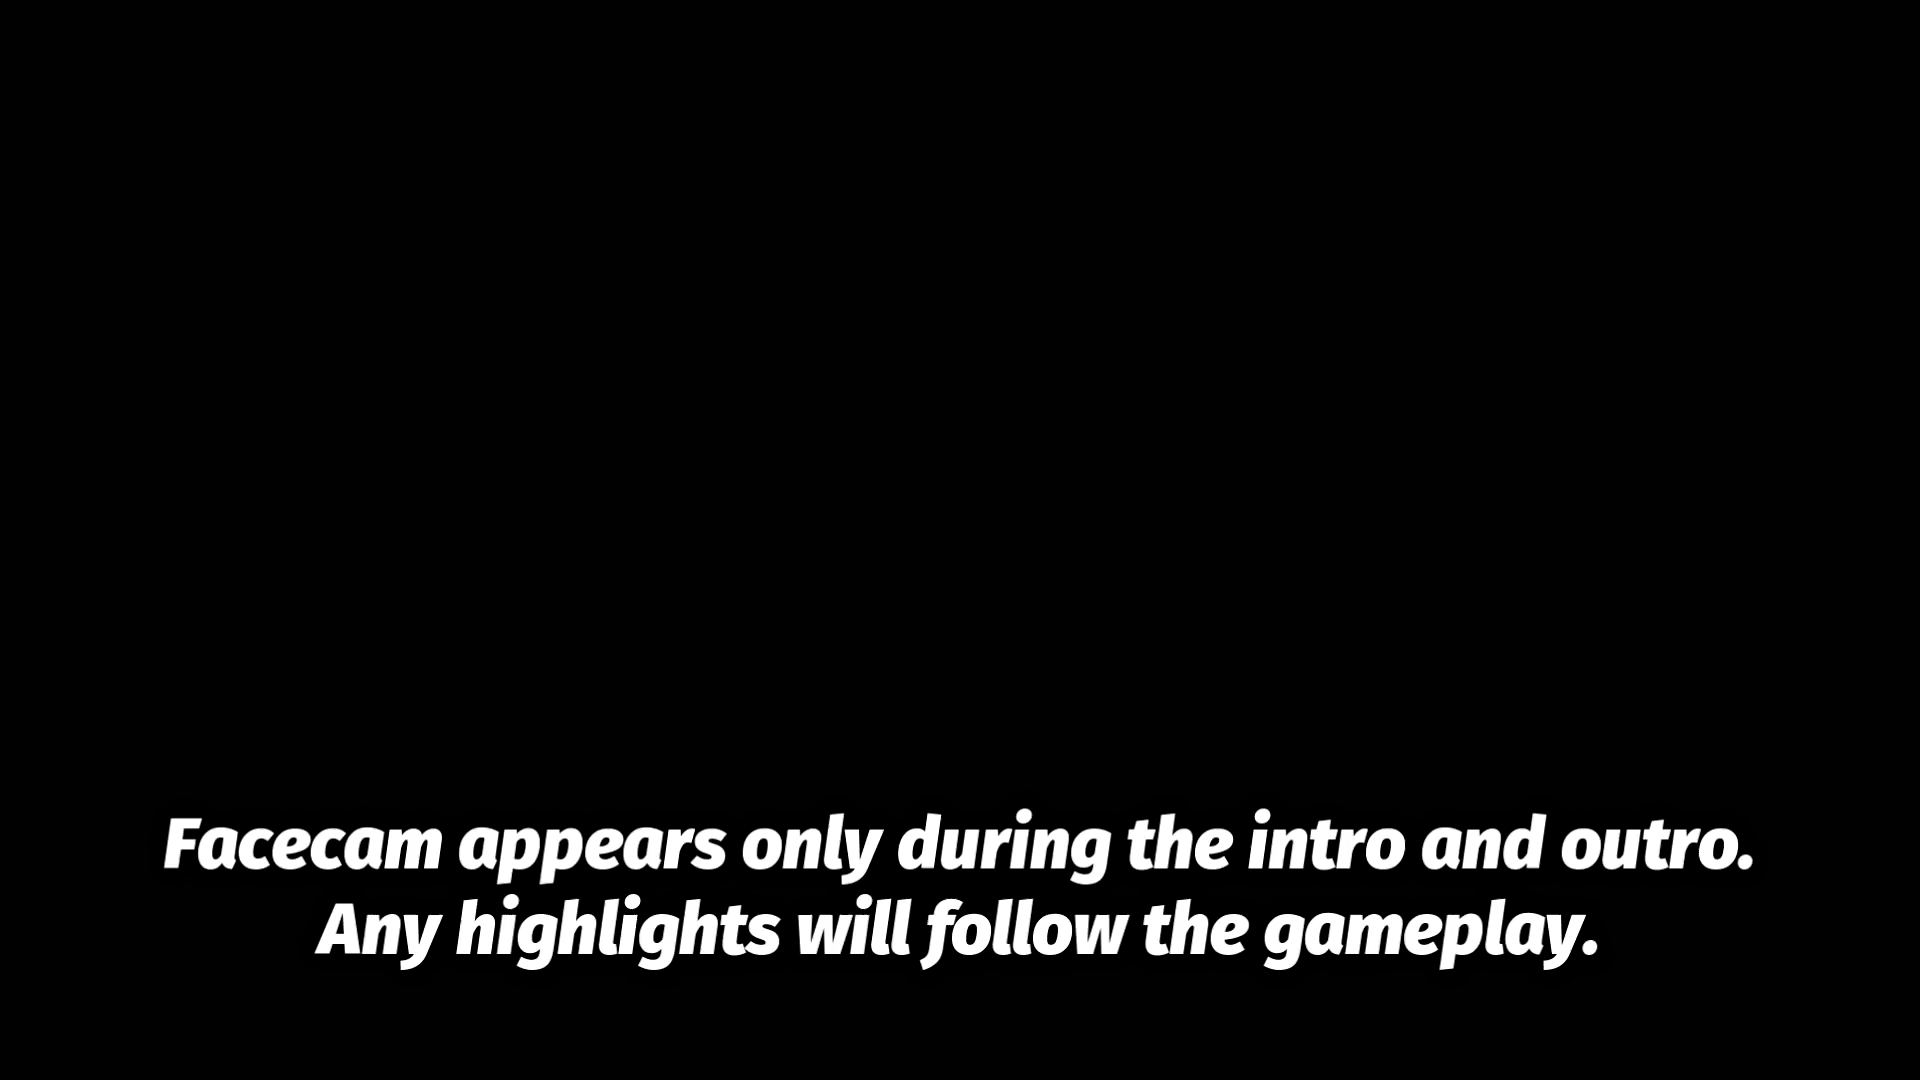 Facecam appears only during the intro and outro.
Any highlights will follow the gameplay.